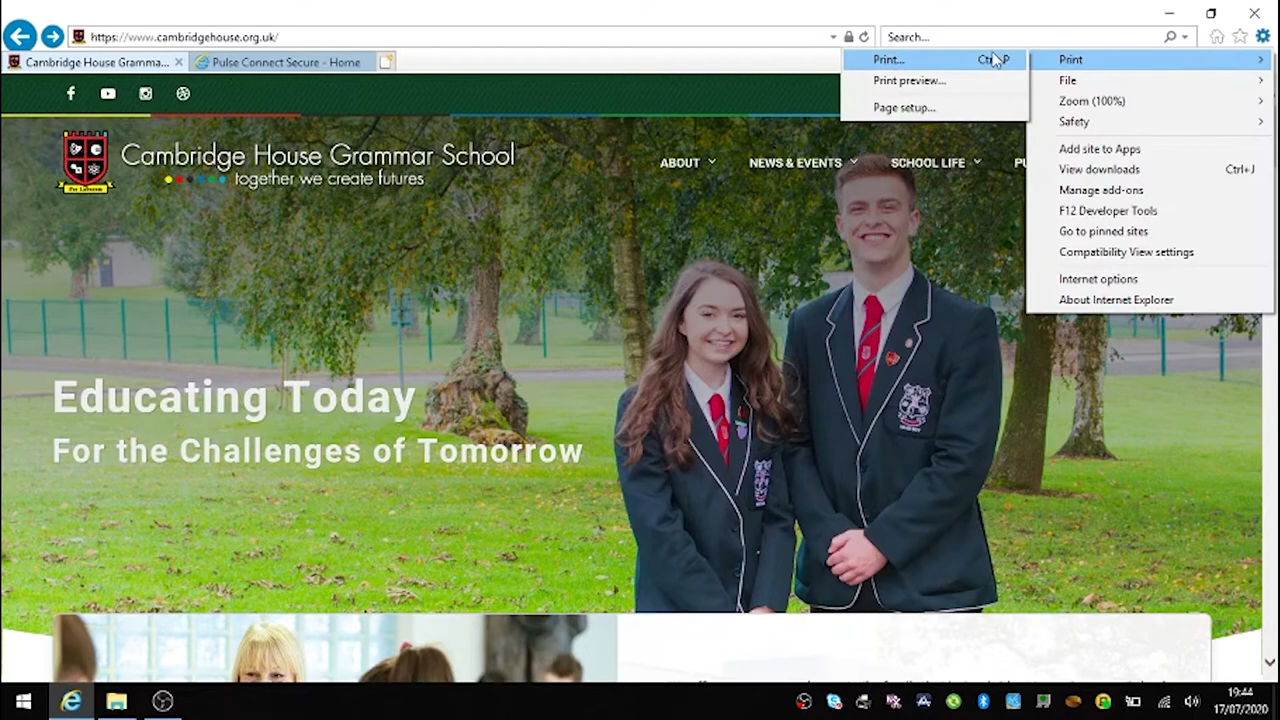 https://www.cambridgehouse.org.uk/
Search...
Cambridge House Gramma...
Pulse Connect Secure - Home
Print... Ctrl+P
Print preview...
Page setup...
Print
File
Zoom (100%)
Safety
Add site to Apps
View downloads Ctrl+J
Manage add-ons
F12 Developer Tools
Go to pinned sites
Compatibility View settings
Internet options
About Internet Explorer
Cambridge House Grammar School
together we create futures
ABOUT
NEWS & EVENTS
SCHOOL LIFE
PU
Educating Today
For the Challenges of Tomorrow
19:44
17/07/2020